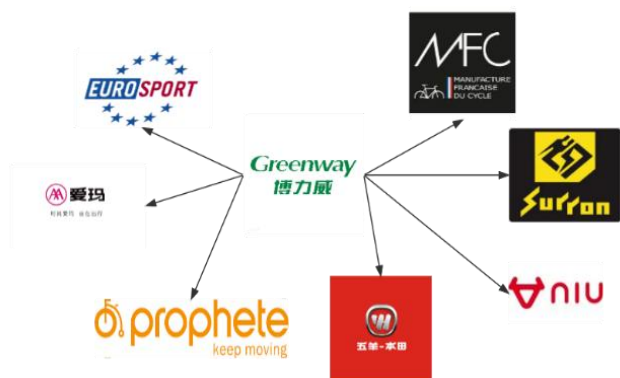 EUROSPORT
MFC
MANUFACTURE
FRANCAISE
DU CYCLE
Greenway
博力威
爱玛
Surron
prophete
keep moving
五羊-本田
NIU